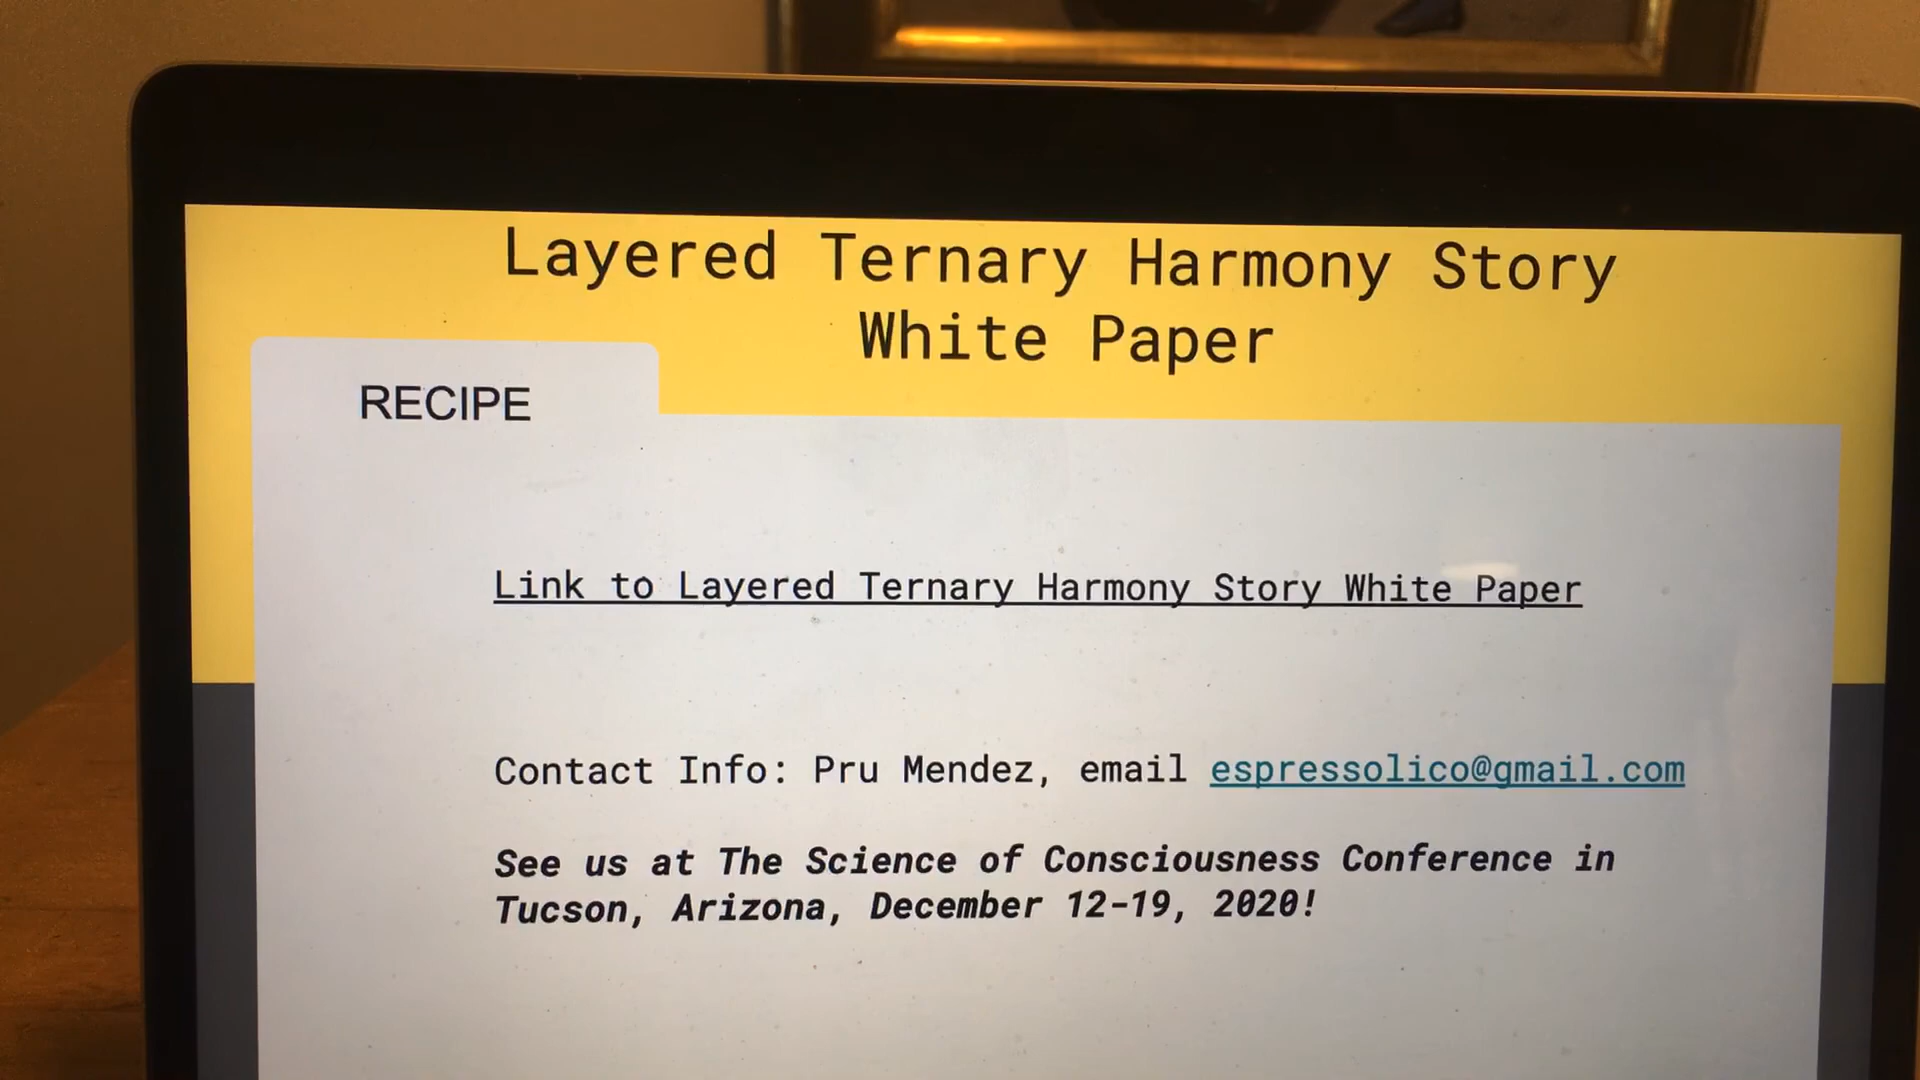 Layered Ternary Harmony Story
White Paper
RECIPE
Link to Layered Ternary Harmony Story White Paper
Contact Info: Pru Mendez, email espressolico@gmail.com
See us at The Science of Consciousness Conference in
Tucson, Arizona, December 12-19, 2020!